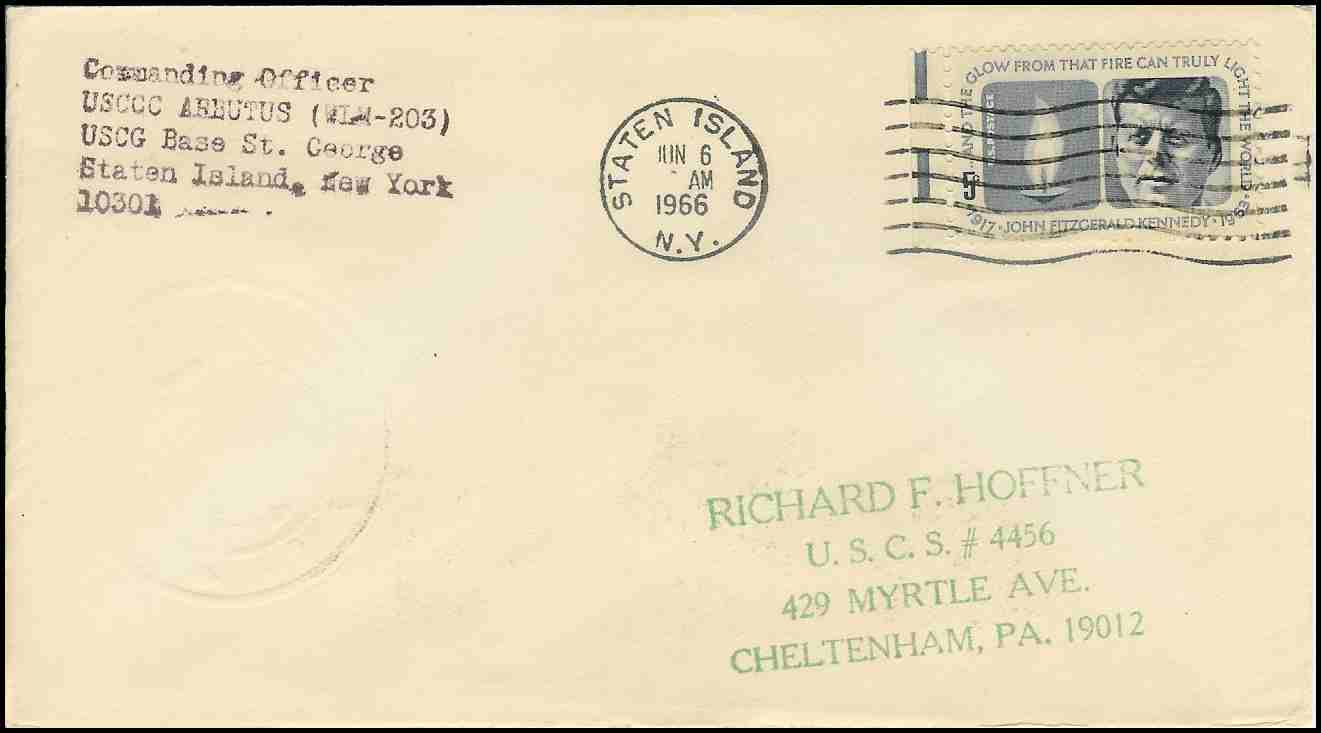 Commanding Officer
USCGC ARBUTUS (WLM-203)
USCG Base St. George
Staten Island, New York
10301
STATEN ISLAND
JUN 6
AM
1966
N.Y.
...AND THE GLOW FROM THAT FIRE CAN TRULY LIGHT THE WORLD
U.S. POSTAGE
5¢
1917 · JOHN FITZGERALD KENNEDY · 1963
RICHARD F. HOFFNER
U. S. C. S. # 4456
429 MYRTLE AVE.
CHELTENHAM, PA. 19012